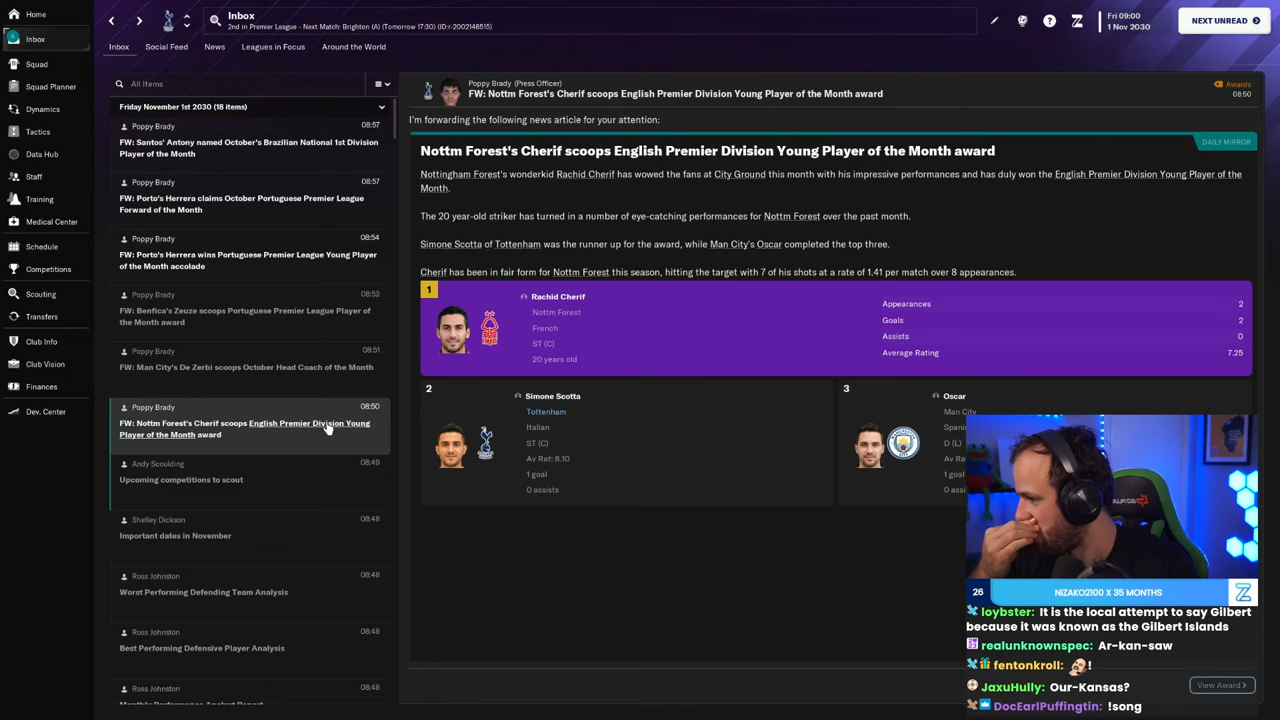 Home
Inbox
Squad
Squad Planner
Dynamics
Tactics
Data Hub
Staff
Training
Medical Center
Schedule
Competitions
Scouting
Transfers
Club Info
Club Vision
Finances
Dev. Center
Inbox
2nd in Premier League - Next Match: Brighton (A) (Tomorrow 17:30) (ID:r-2002148515)
Fri 09:00
1 Nov 2030
NEXT UNREAD
Inbox
Social Feed
News
Leagues in Focus
Around the World
All Items
Friday November 1st 2030 (18 items)
Poppy Brady
08:57
FW: Santos' Antony named October's Brazilian National 1st Division
Player of the Month
Poppy Brady
08:57
FW: Porto's Herrera claims October Portuguese Premier League
Forward of the Month
Poppy Brady
08:54
FW: Porto's Herrera wins Portuguese Premier League Young Player
of the Month accolade
Poppy Brady
08:53
FW: Benfica's Zeuze scoops Portuguese Premier League Player of
the Month award
Poppy Brady
08:51
FW: Man City's De Zerbi scoops October Head Coach of the Month
Poppy Brady
08:50
FW: Nottm Forest's Cherif scoops English Premier Division Young
Player of the Month award
Andy Scoulding
08:49
Upcoming competitions to scout
Shelley Dickson
08:48
Important dates in November
Ross Johnston
08:48
Worst Performing Defending Team Analysis
Ross Johnston
08:48
Best Performing Defensive Player Analysis
Ross Johnston
08:48
Monthly Performance Analyst Report
Poppy Brady (Press Officer)
FW: Nottm Forest's Cherif scoops English Premier Division Young Player of the Month award
Awards
08:50
I'm forwarding the following news article for your attention:
DAILY MIRROR
Nottm Forest's Cherif scoops English Premier Division Young Player of the Month award
Nottingham Forest's wonderkid Rachid Cherif has wowed the fans at City Ground this month with his impressive performances and has duly won the English Premier Division Young Player of the
Month.
The 20 year-old striker has turned in a number of eye-catching performances for Nottm Forest over the past month.
Simone Scotta of Tottenham was the runner up for the award, while Man City's Oscar completed the top three.
Cherif has been in fair form for Nottm Forest this season, hitting the target with 7 of his shots at a rate of 1.41 per match over 8 appearances.
1
Rachid Cherif
Nottm Forest
French
ST (C)
20 years old
Appearances
2
Goals
2
Assists
0
Average Rating
7.25
2
Simone Scotta
Tottenham
Italian
ST (C)
Av Rat: 8.10
1 goal
0 assists
3
Oscar
Man City
D (L)
1 goal
26
NIZAKO2100 X 35 MONTHS
loybster: It is the local attempt to say Gilbert
because it was known as the Gilbert Islands
realunknownspec: Ar-kan-saw
fentonkroll: !
JaxuHully: Our-Kansas?
DocEarlPuffingtin: !song
View Award